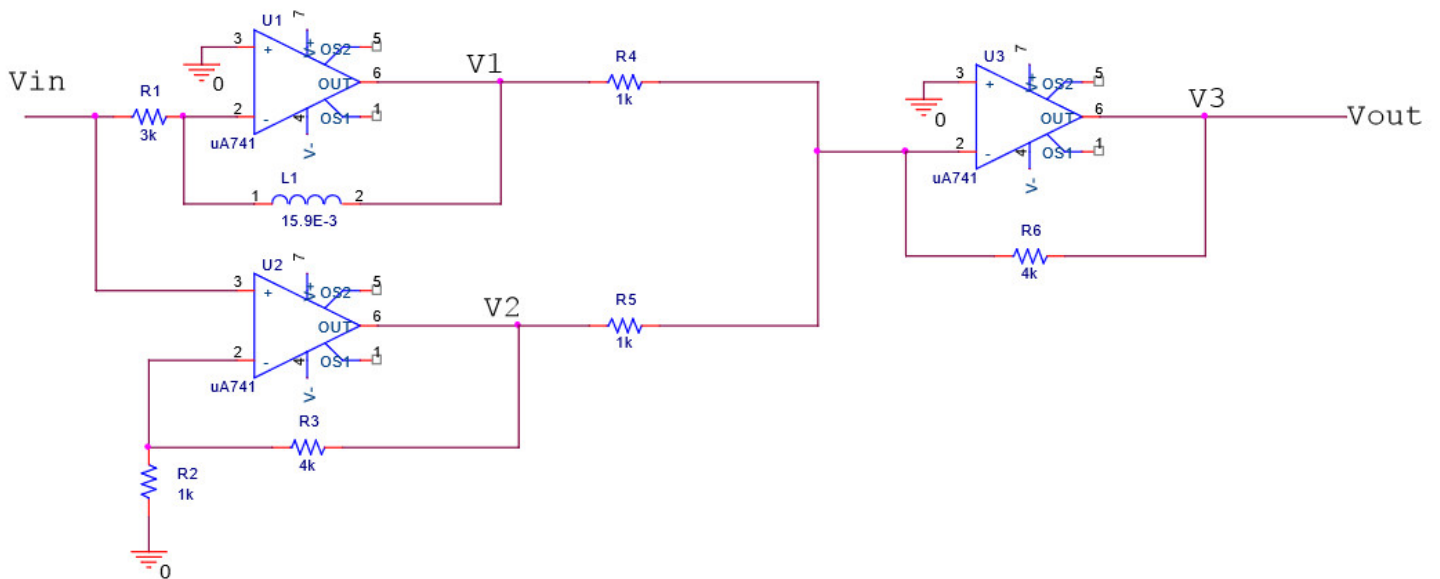 Vin
R1
3k
U1
3
+
2
-
7
V+
OS2
5
OUT
6
OS1
1
4
V-
uA741
0
V1
L1
1
2
15.9E-3
R4
1k
U2
3
+
2
-
7
V+
OS2
5
OUT
6
OS1
1
4
V-
uA741
V2
R5
1k
R3
4k
R2
1k
0
U3
3
+
2
-
7
V+
OS2
5
OUT
6
OS1
1
4
V-
uA741
0
V3
Vout
R6
4k